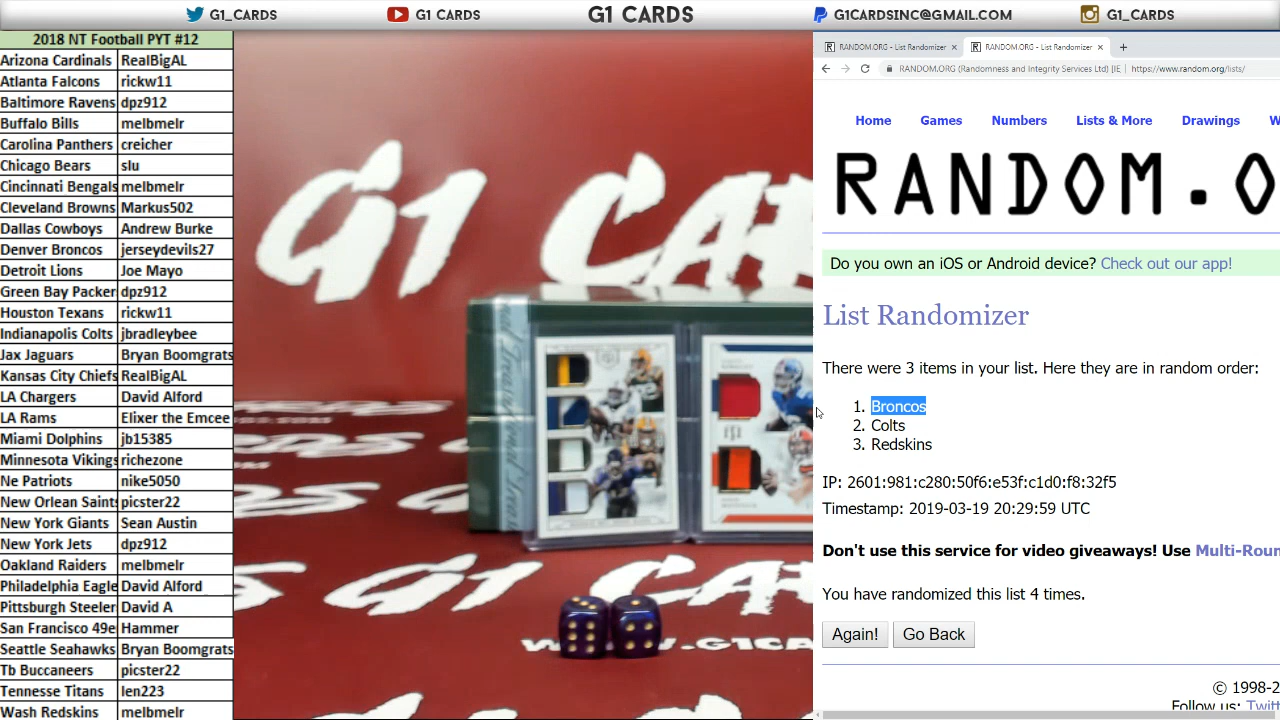 G1_CARDS
G1 CARDS
G1 CARDS
G1CARDSINC@GMAIL.COM
G1_CARDS
2018 NT Football PYT #12
Arizona Cardinals RealBigAL
Atlanta Falcons rickw11
Baltimore Ravens dpz912
Buffalo Bills melbmelr
Carolina Panthers creicher
Chicago Bears slu
Cincinnati Bengals melbmelr
Cleveland Browns Markus502
Dallas Cowboys Andrew Burke
Denver Broncos jerseydevils27
Detroit Lions Joe Mayo
Green Bay Packer dpz912
Houston Texans rickw11
Indianapolis Colts jbradleybee
Jax Jaguars Bryan Boomgrats
Kansas City Chiefs RealBigAL
LA Chargers David Alford
LA Rams Elixer the Emcee
Miami Dolphins jb15385
Minnesota Vikings richezone
Ne Patriots nike5050
New Orlean Saints picster22
New York Giants Sean Austin
New York Jets dpz912
Oakland Raiders melbmelr
Philadelphia Eagle David Alford
Pittsburgh Steeler David A
San Francisco 49e Hammer
Seattle Seahawks Bryan Boomgrats
Tb Buccaneers picster22
Tennesse Titans len223
Wash Redskins melbmelr
G1 CA
G1 CA
RANDOM.ORG - List Randomizer
RANDOM.ORG - List Randomizer
RANDOM.ORG (Randomness and Integrity Services Ltd) [IE] https://www.random.org/lists/
Home Games Numbers Lists & More Drawings W
RANDOM.O
Do you own an iOS or Android device? Check out our app!
List Randomizer
There were 3 items in your list. Here they are in random order:
1. Broncos
2. Colts
3. Redskins
IP: 2601:981:c280:50f6:e53f:c1d0:f8:32f5
Timestamp: 2019-03-19 20:29:59 UTC
Don't use this service for video giveaways! Use Multi-Roun
You have randomized this list 4 times.
Again! Go Back
© 1998-2
Follow us: Twitt